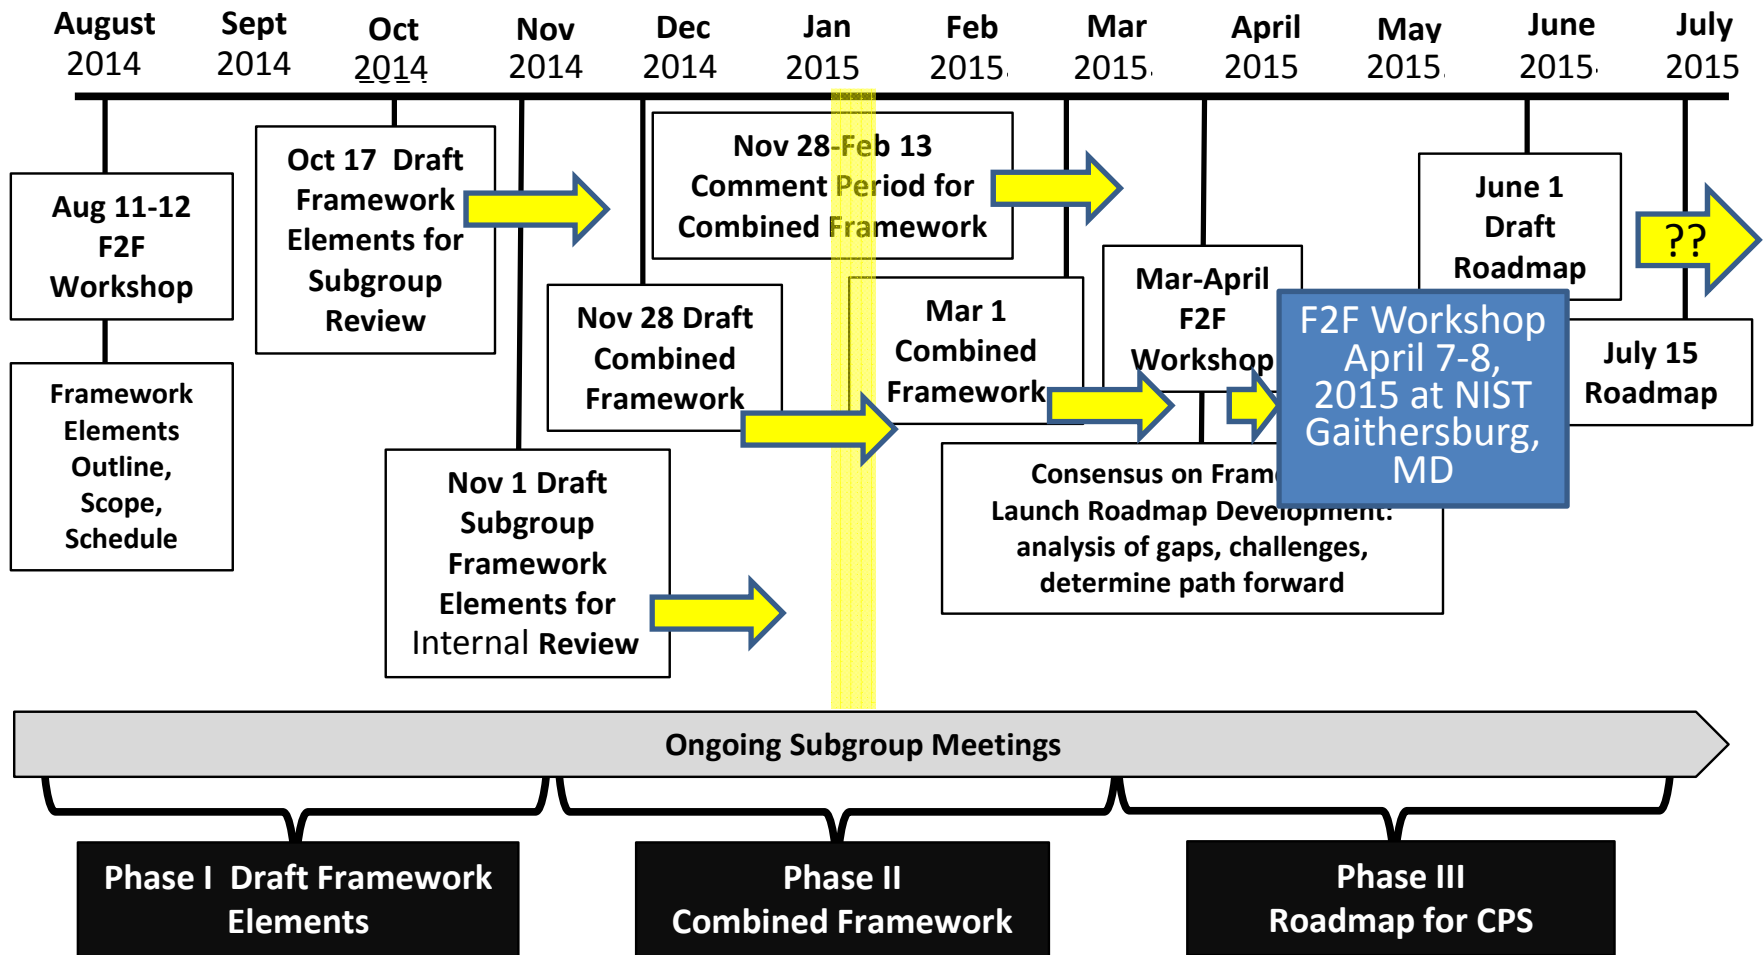 August
2014
Sept
2014
Oct
2014
Nov
2014
Dec
2014
Jan
2015
Feb
2015
Mar
2015
April
2015
May
2015
June
2015
July
2015
Aug 11-12
F2F
Workshop
Framework
Elements
Outline,
Scope,
Schedule
Oct 17 Draft
Framework
Elements for
Subgroup
Review
Nov 1 Draft
Subgroup
Framework
Elements for
Internal Review
Nov 28 Draft
Combined
Framework
Nov 28-Feb 13
Comment Period for
Combined Framework
Mar 1
Combined
Framework
Mar-April
F2F
Workshop
Consensus on Frame
Launch Roadmap Development:
analysis of gaps, challenges,
determine path forward
F2F Workshop
April 7-8,
2015 at NIST
Gaithersburg,
MD
June 1
Draft
Roadmap
July 15
Roadmap
??
Ongoing Subgroup Meetings
Phase I Draft Framework
Elements
Phase II
Combined Framework
Phase III
Roadmap for CPS